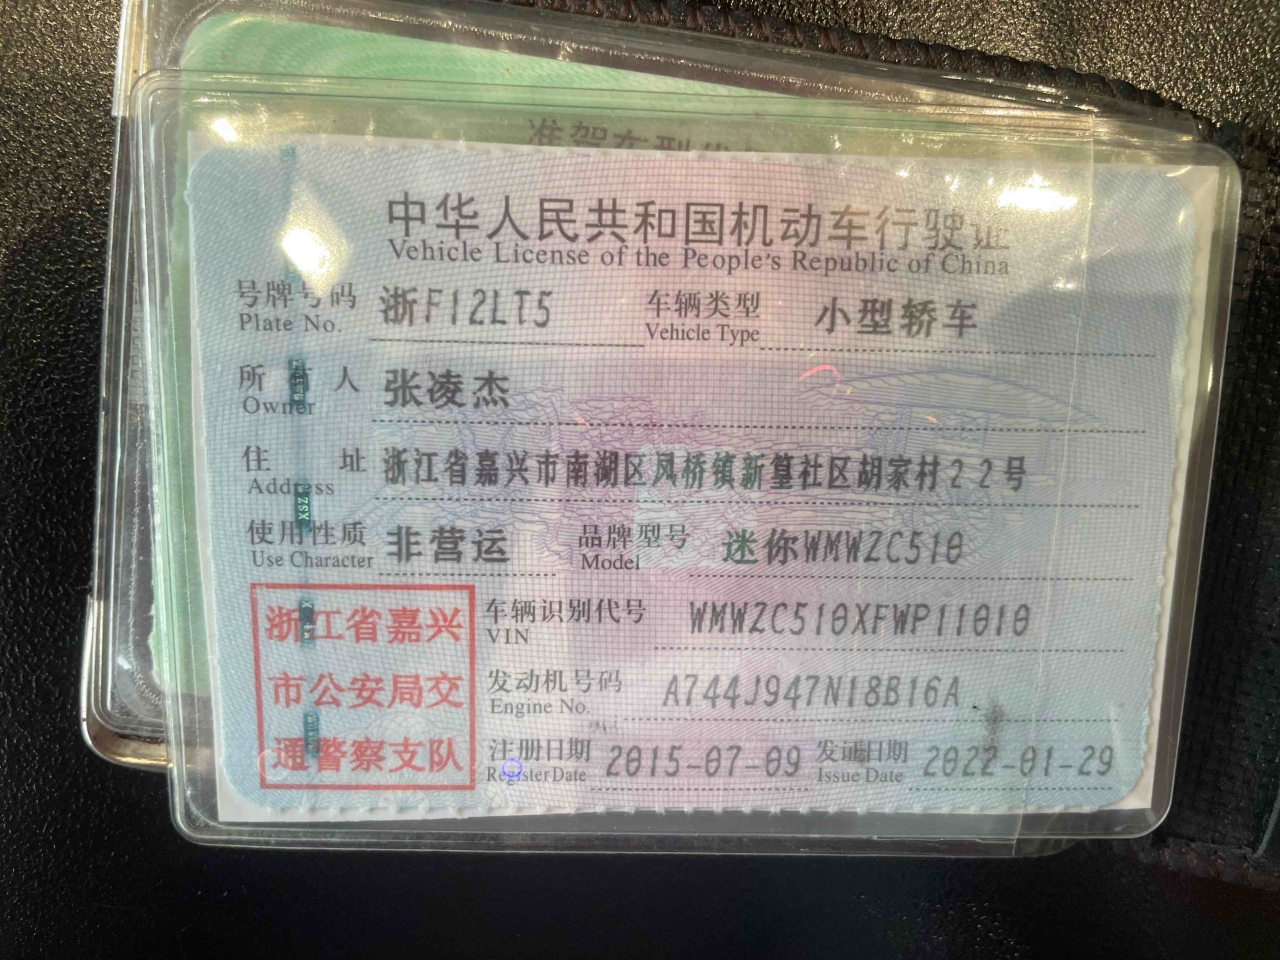 准驾车型代
中华人民共和国机动车行驶证
Vehicle License of the People's Republic of China
号牌号码 浙F12LT5 车辆类型 小型轿车
Plate No. Vehicle Type
所有人 张凌杰
Owner
住址 浙江省嘉兴市南湖区凤桥镇新篁社区胡家村22号
Address
使用性质 非营运 品牌型号 迷你WMWZC510
Use Character Model
浙江省嘉兴
市公安局交
通警察支队
车辆识别代号 WMWZC510XFWP11010
VIN
发动机号码 A744J947N18B16A
Engine No.
注册日期 2015-07-09 发证日期 2022-01-29
Register Date Issue Date
XSZ